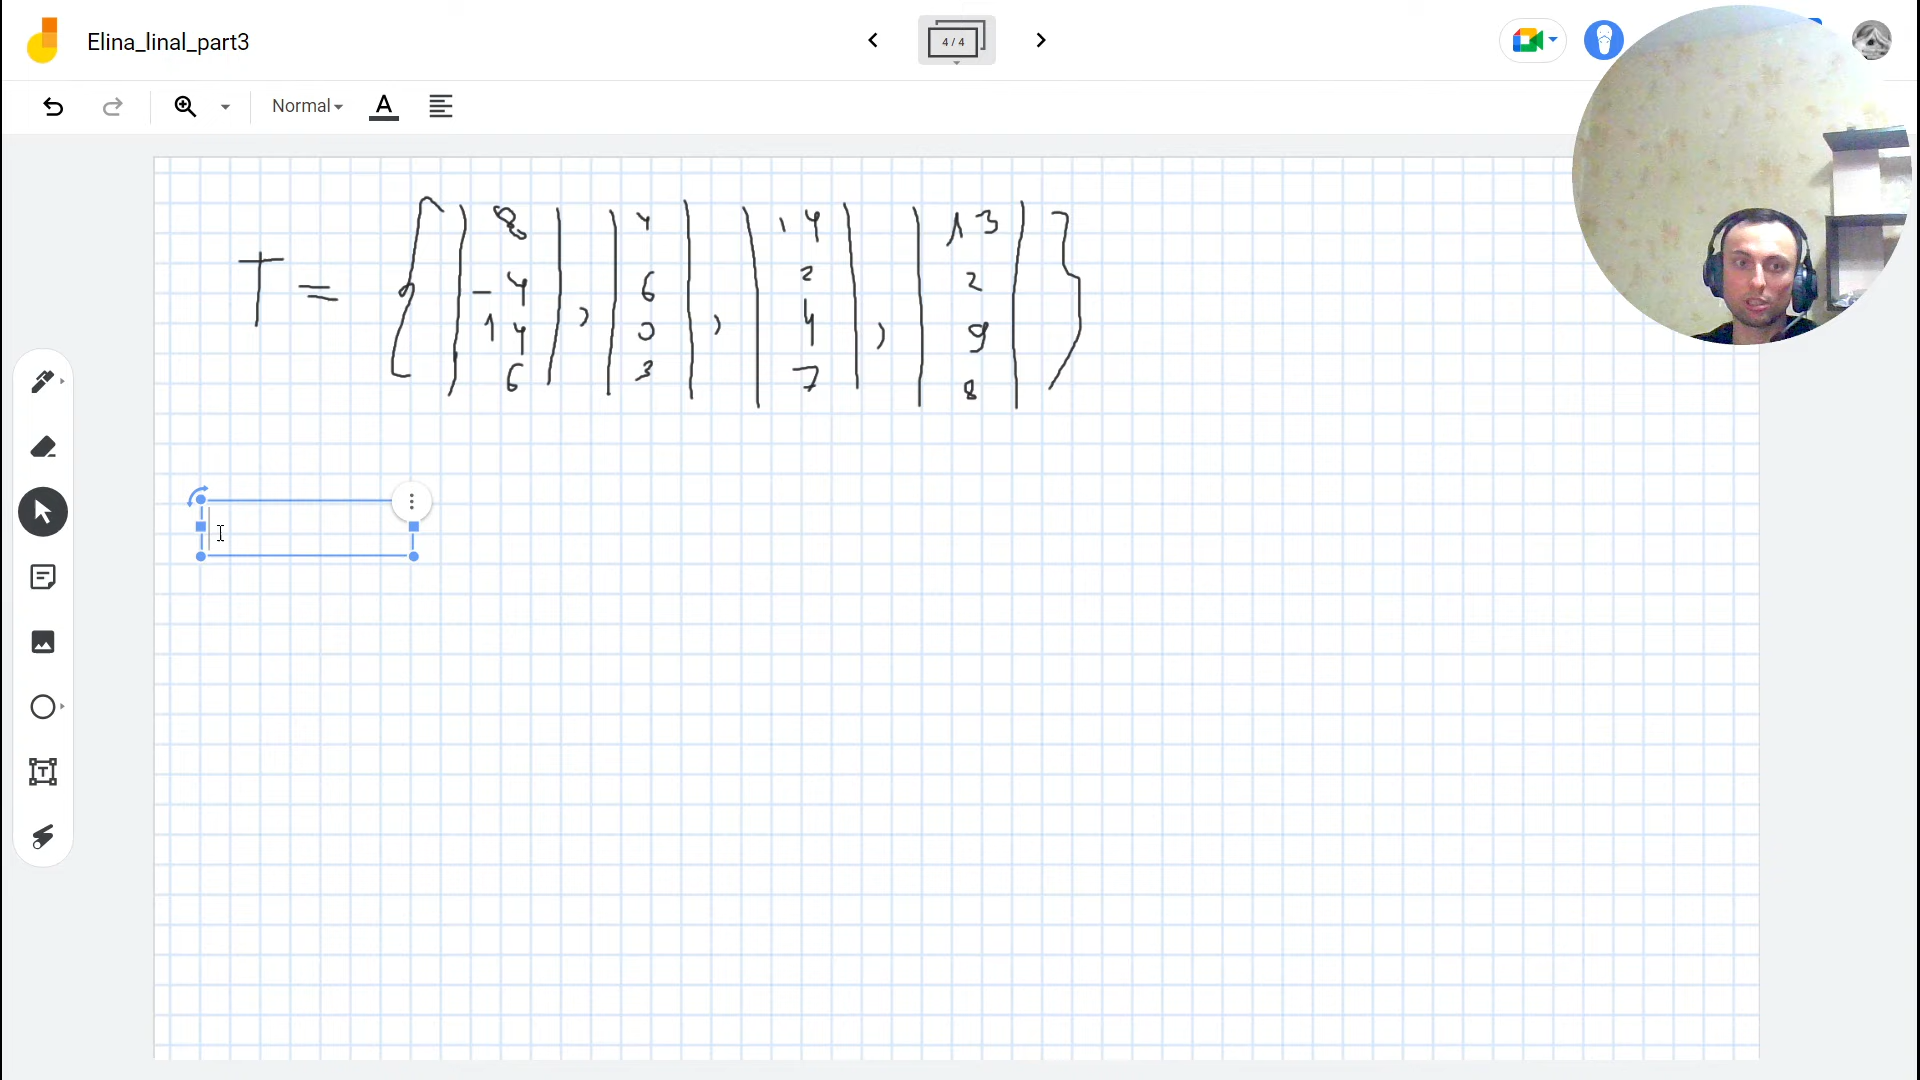 Elina_linal_part3
4 / 4
Normal
A
T = { | 8 | , | 4 | , | 14 | , | 13 | }
-4 6 2 2
14 0 4 9
6 3 7 8